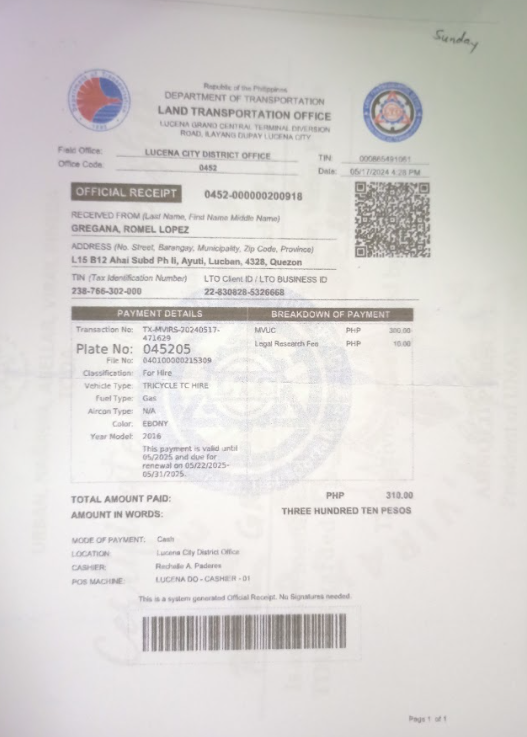 Sunday
Republic of the Philippines
DEPARTMENT OF TRANSPORTATION
LAND TRANSPORTATION OFFICE
LUCENA GRAND CENTRAL TERMINAL DIVERSION
ROAD, ILAYANG DUPAY LUCENA CITY
Field Office: LUCENA CITY DISTRICT OFFICE TIN: 000865491061
Office Code: 0452 Date: 05/17/2024 4:28 PM
OFFICIAL RECEIPT 0452-000000200918
RECEIVED FROM (Last Name, First Name Middle Name)
GREGANA, ROMEL LOPEZ
ADDRESS (No. Street, Barangay, Municipality, Zip Code, Province)
L15 B12 Ahai Subd Ph Ii, Ayuti, Lucban, 4328, Quezon
TIN (Tax Identification Number) LTO Client ID / LTO BUSINESS ID
238-766-302-000 22-830828-5326668
PAYMENT DETAILS BREAKDOWN OF PAYMENT
Transaction No: TX-MVIRS-20240517-
471629
MVUC PHP 300.00
Legal Research Fee PHP 10.00
Plate No: 045205
File No: 040100000215309
Classification: For Hire
Vehicle Type: TRICYCLE TC HIRE
Fuel Type: Gas
Aircon Type: N/A
Color: EBONY
Year Model: 2016
This payment is valid until
05/2025 and due for
renewal on 05/22/2025-
05/31/2025.
TOTAL AMOUNT PAID: PHP 310.00
AMOUNT IN WORDS: THREE HUNDRED TEN PESOS
MODE OF PAYMENT: Cash
LOCATION: Lucena City District Office
CASHIER: Rechelle A. Paderes
POS MACHINE: LUCENA DO - CASHIER - 01
This is a system generated Official Receipt. No Signatures needed.
Page 1 of 1